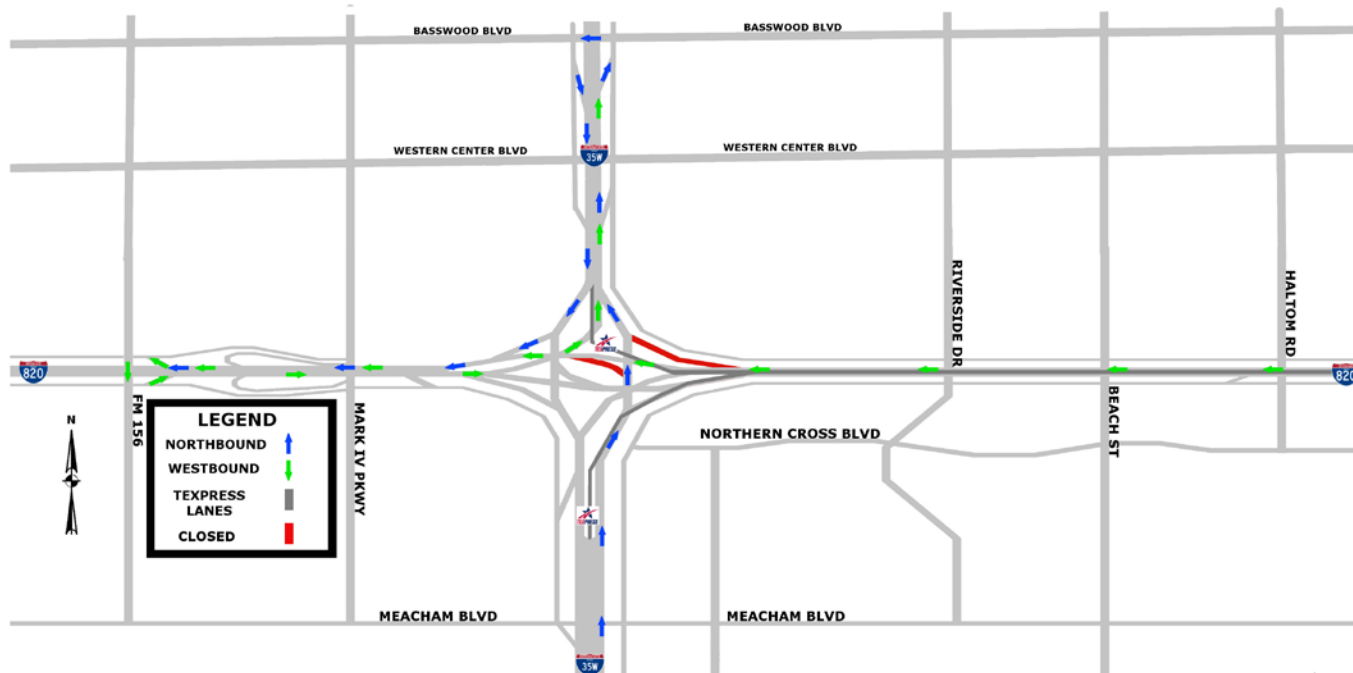 BASSWOOD BLVD
BASSWOOD BLVD
WESTERN CENTER BLVD
35W
WESTERN CENTER BLVD
RIVERSIDE DR
HALTOM RD
820
820
FM 156
MARK IV PKWY
BEACH ST
NORTHERN CROSS BLVD
N
LEGEND
NORTHBOUND
WESTBOUND
TEXPRESS
LANES
CLOSED
MEACHAM BLVD
MEACHAM BLVD
35W